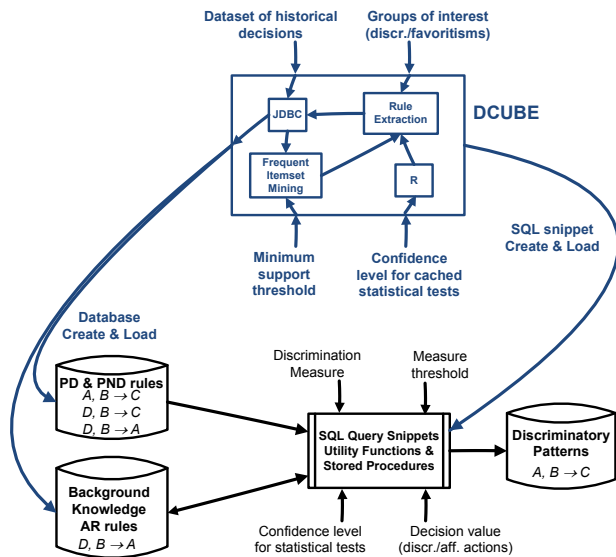 Dataset of historical
decisions
Groups of interest
(discr./favoritisms)
DCUBE
JDBC
Rule
Extraction
Frequent
Itemset
Mining
R
Minimum
support
threshold
Confidence
level for cached
statistical tests
SQL snippet
Create & Load
Database
Create & Load
Discrimination
Measure
Measure
threshold
PD & PND rules
A, B → C
D, B → C
D, B → A
SQL Query Snippets
Utility Functions &
Stored Procedures
Discriminatory
Patterns
A, B → C
Background
Knowledge
AR rules
D, B → A
Confidence level
for statistical tests
Decision value
(discr./aff. actions)